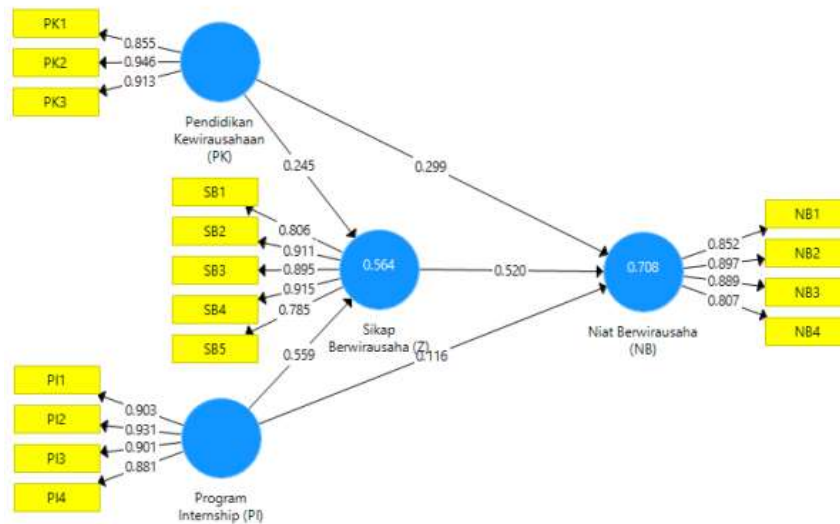 PK1
0.855
PK2
0.946
PK3
0.913
Pendidikan
Kewirausahaan
(PK)
0.245
0.299
SB1
0.806
SB2
0.911
SB3
0.895
SB4
0.915
SB5
0.785
0.564
Sikap
Berwirausaha (Z)
0.520
0.559
0.116
0.708
Niat Berwirausaha
(NB)
NB1
0.852
NB2
0.897
NB3
0.889
NB4
0.807
PI1
0.903
PI2
0.931
PI3
0.901
PI4
0.881
Program
Internship (PI)